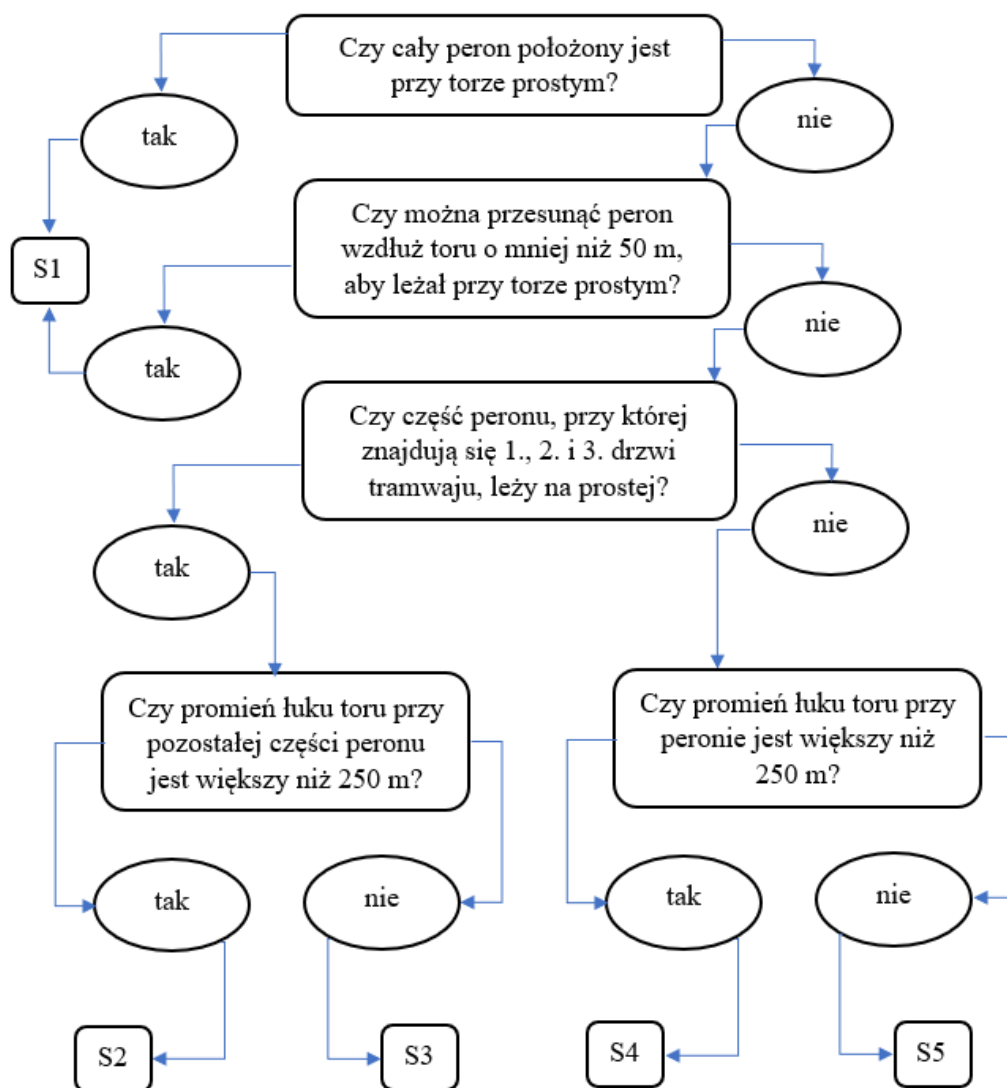 Czy cały peron położony jest
przy torze prostym?
tak
nie
Czy można przesunąć peron
wzdłuż toru o mniej niż 50 m,
aby leżał przy torze prostym?
S1
tak
nie
Czy część peronu, przy której
znajdują się 1., 2. i 3. drzwi
tramwaju, leży na prostej?
tak
nie
Czy promień łuku toru przy
pozostałej części peronu
jest większy niż 250 m?
Czy promień łuku toru przy
peronie jest większy niż
250 m?
tak
nie
tak
nie
S2
S3
S4
S5